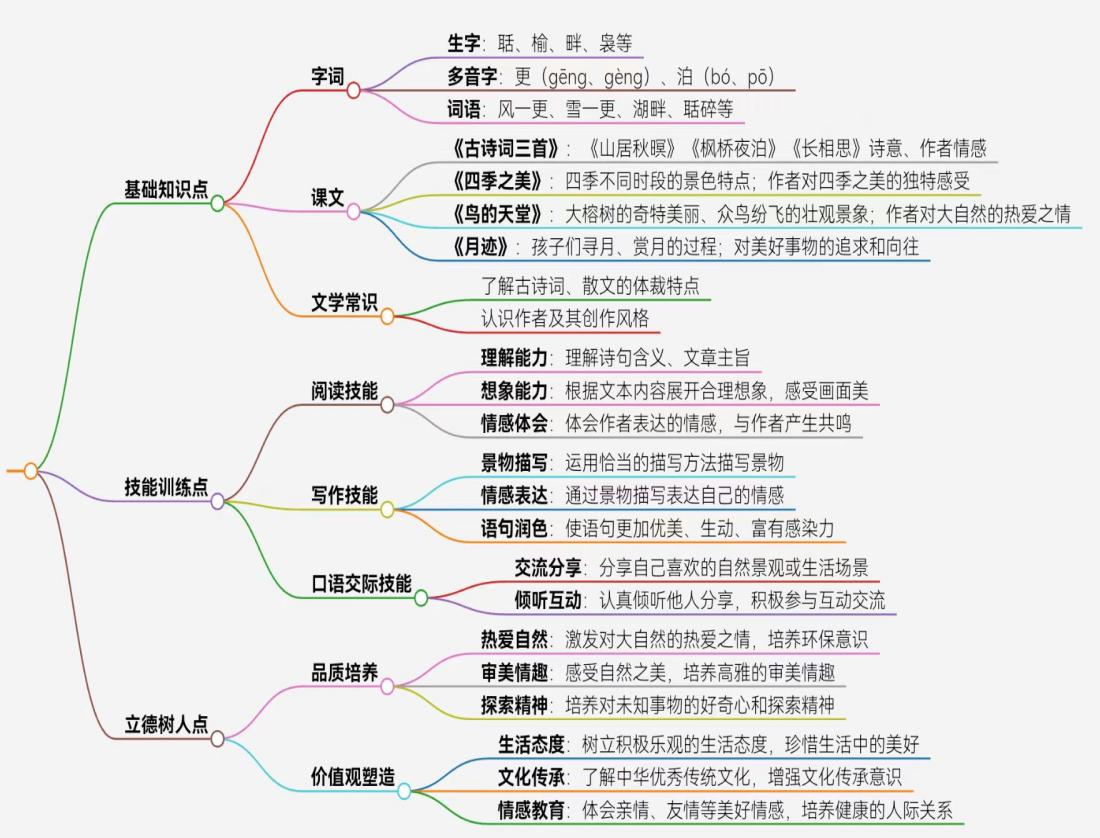 基础知识点
字词
生字：聒、榆、畔、袅等
多音字：更（gēng、gèng）、泊（bó、pō）
词语：风一更、雪一更、湖畔、聒碎等
课文
《古诗词三首》：《山居秋暝》《枫桥夜泊》《长相思》诗意、作者情感
《四季之美》：四季不同时段的景色特点；作者对四季之美的独特感受
《鸟的天堂》：大榕树的奇特美丽、众鸟纷飞的壮观景象；作者对大自然的热爱之情
《月迹》：孩子们寻月、赏月的过程；对美好事物的追求和向往
文学常识
了解古诗词、散文的体裁特点
认识作者及其创作风格
技能训练点
阅读技能
理解能力：理解诗句含义、文章主旨
想象能力：根据文本内容展开合理想象，感受画面美
情感体会：体会作者表达的情感，与作者产生共鸣
写作技能
景物描写：运用恰当的描写方法描写景物
情感表达：通过景物描写表达自己的情感
语句润色：使语句更加优美、生动、富有感染力
口语交际技能
交流分享：分享自己喜欢的自然景观或生活场景
倾听互动：认真倾听他人分享，积极参与互动交流
立德树人点
品质培养
热爱自然：激发对大自然的热爱之情，培养环保意识
审美情趣：感受自然之美，培养高雅的审美情趣
探索精神：培养对未知事物的好奇心和探索精神
价值观塑造
生活态度：树立积极乐观的生活态度，珍惜生活中的美好
文化传承：了解中华优秀传统文化，增强文化传承意识
情感教育：体会亲情、友情等美好情感，培养健康的人际关系